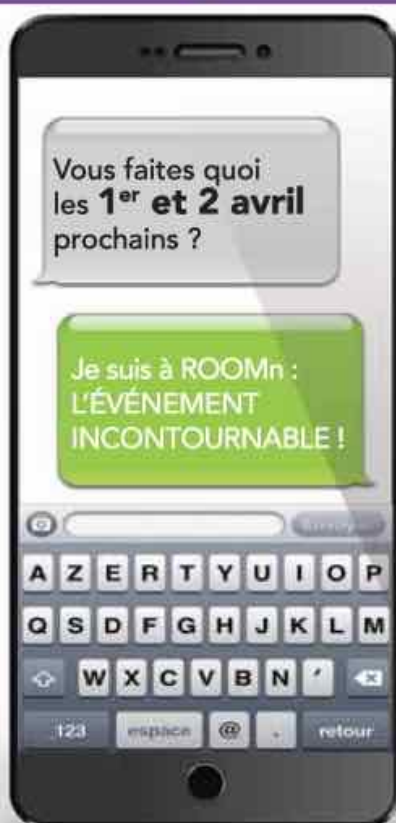 Vous faites quoi
les 1er et 2 avril
prochains ?
Je suis à ROOMn :
L'ÉVÉNEMENT
INCONTOURNABLE !
A Z E R T Y U I O P
Q S D F G H J K L M
W X C V B N '
123 espace @ . retour